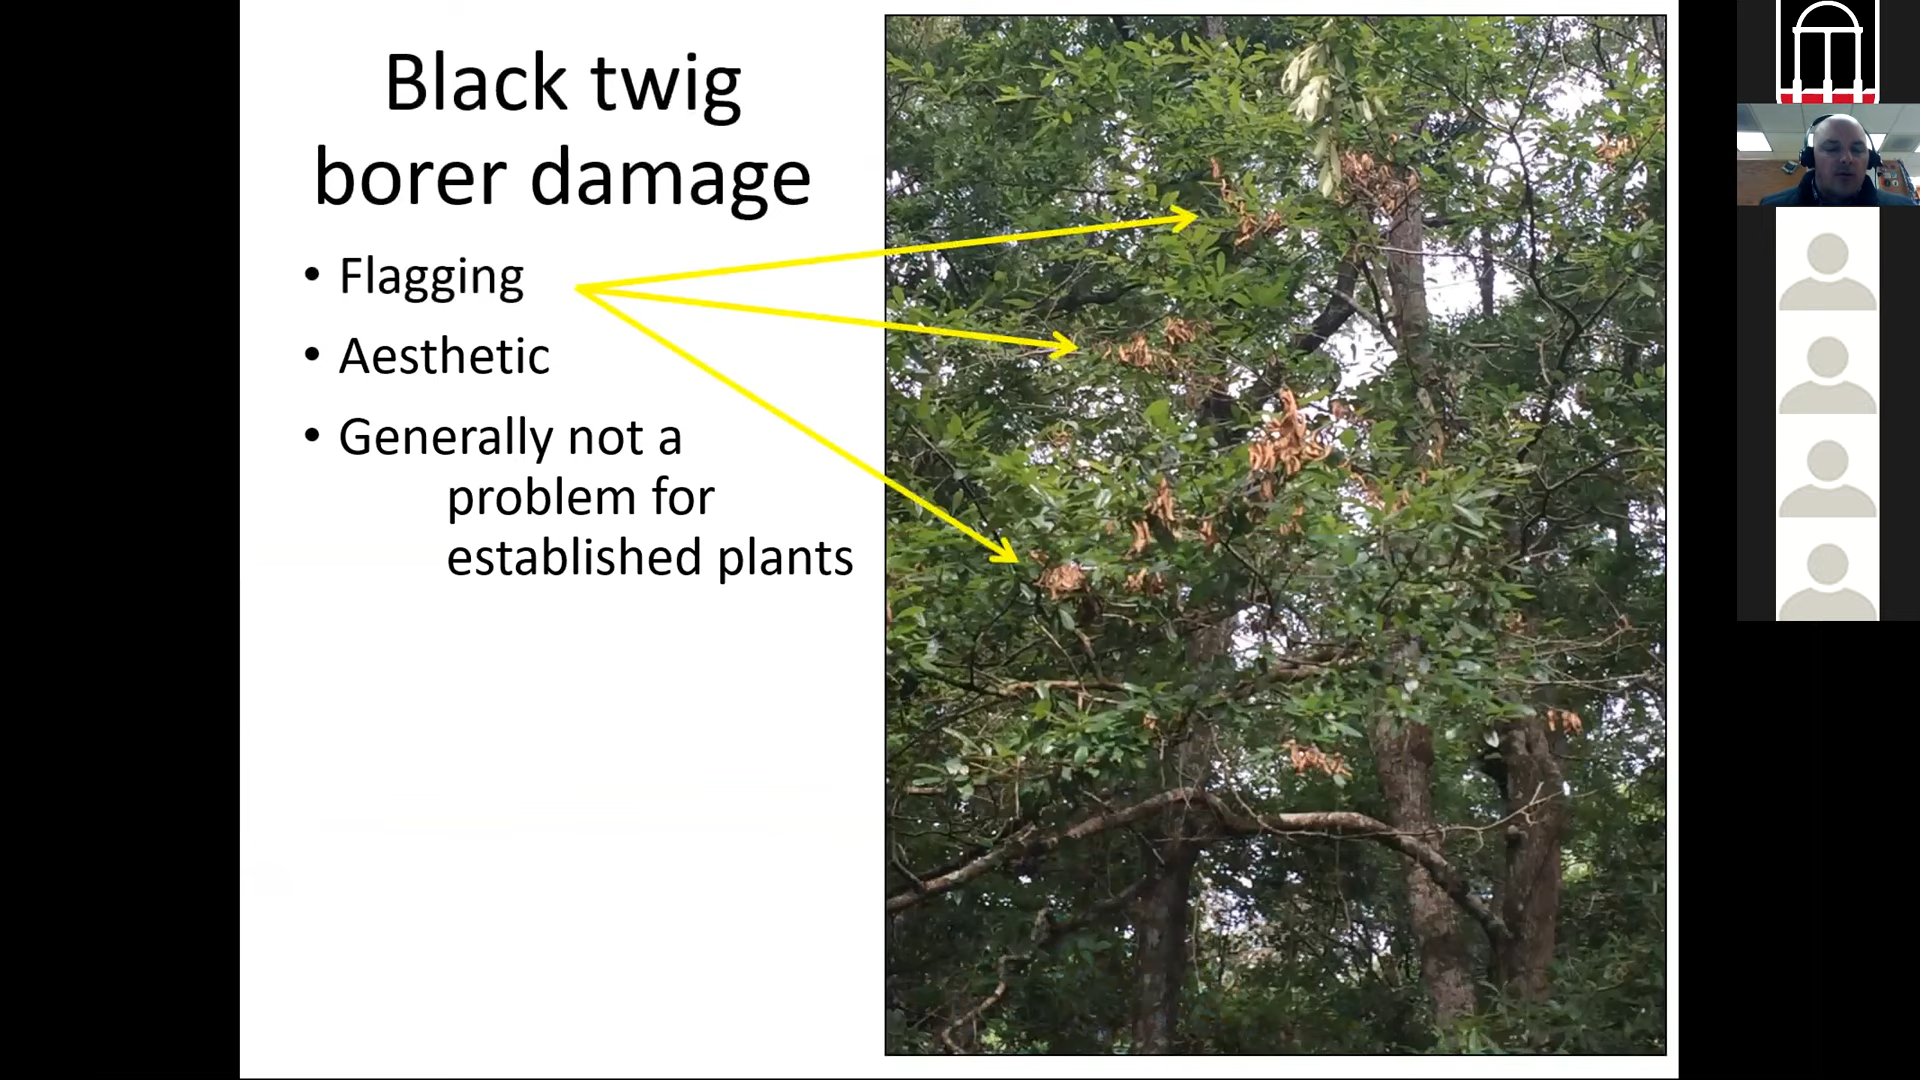 Black twig
borer damage
• Flagging
• Aesthetic
• Generally not a
problem for
established plants